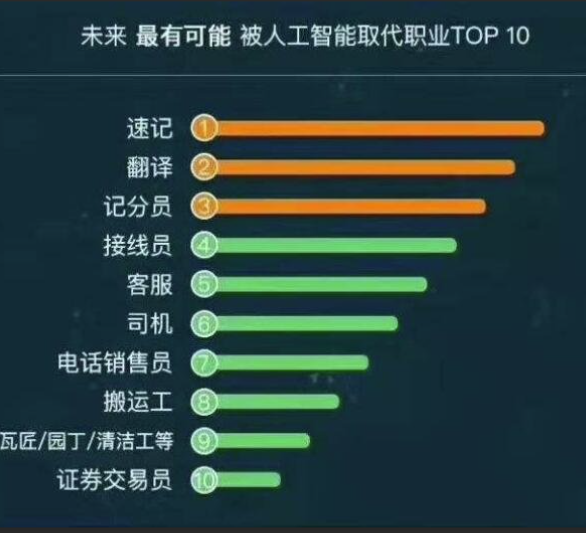 未来 最有可能 被人工智能取代职业TOP 10
速记 1
翻译 2
记分员 3
接线员 4
客服 5
司机 6
电话销售员 7
搬运工 8
瓦匠/园丁/清洁工等 9
证券交易员 10